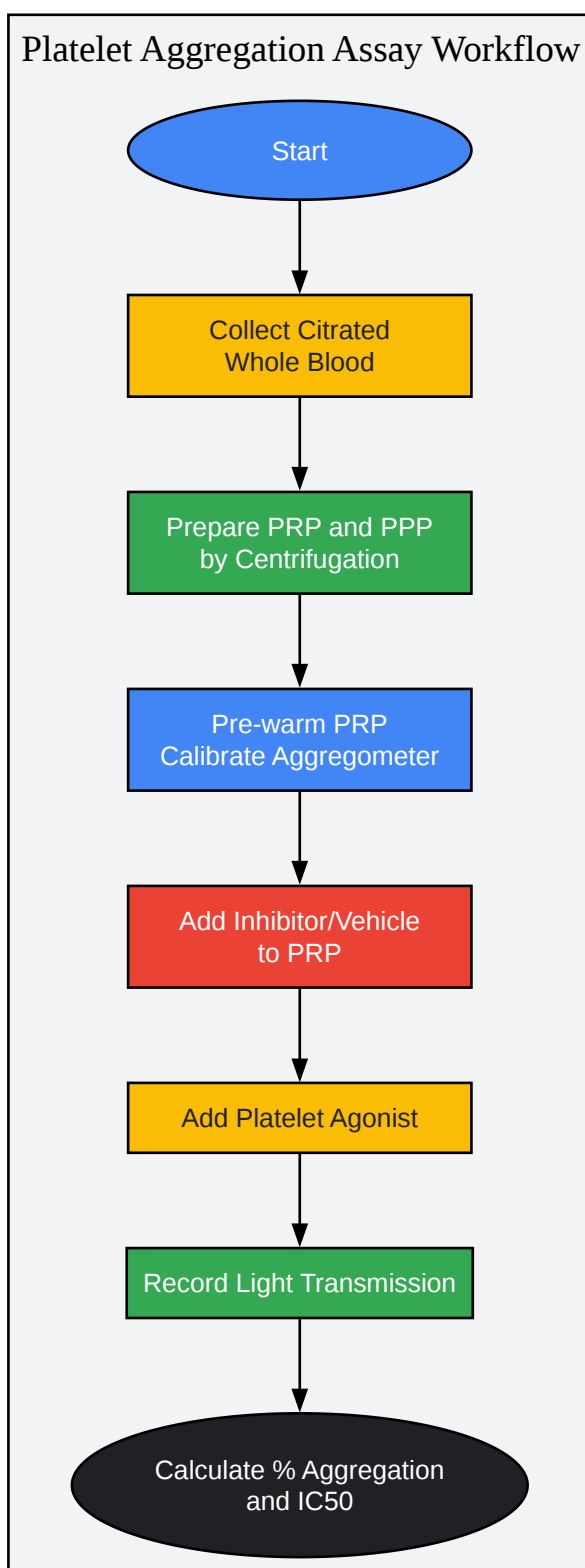 Platelet Aggregation Assay Workflow
Start
Collect Citrated
Whole Blood
Prepare PRP and PPP
by Centrifugation
Pre-warm PRP
Calibrate Aggregometer
Add Inhibitor/Vehicle
to PRP
Add Platelet Agonist
Record Light Transmission
Calculate % Aggregation
and IC50